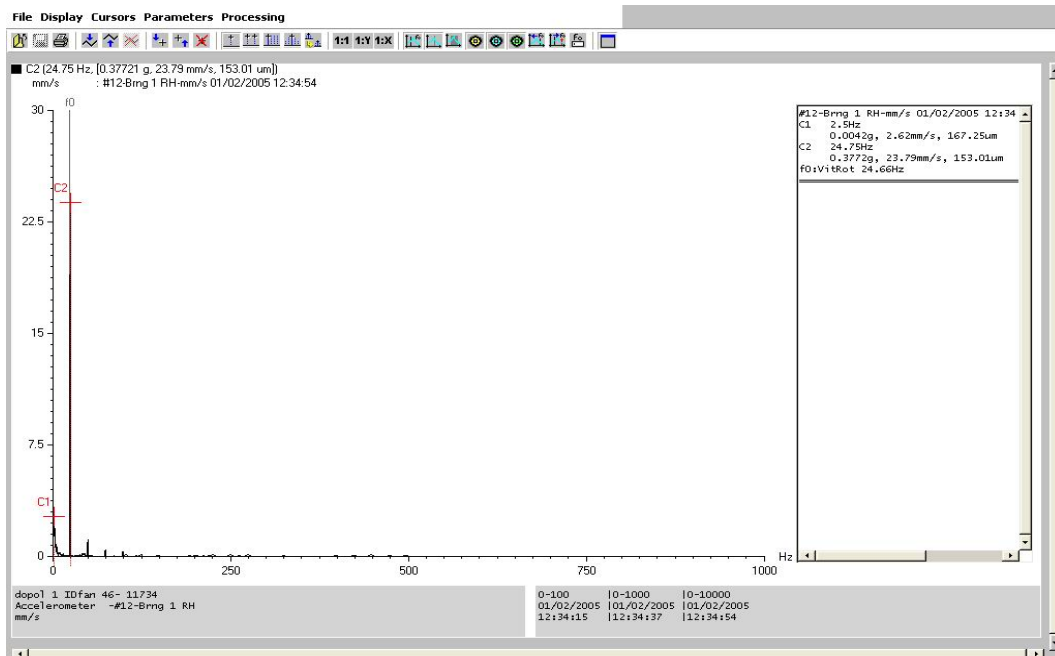 File Display Cursors Parameters Processing
1:1 1:Y 1:X
C2 (24.75 Hz, [0.37721 g, 23.79 mm/s, 153.01 um])
mm/s : #12-Brng 1 RH-mm/s 01/02/2005 12:34:54
f0
30
C2
22.5
15
7.5
C1
0
0 250 500 750 1000 Hz
#12-Brng 1 RH-mm/s 01/02/2005 12:34
C1 2.5Hz
0.0042g, 2.62mm/s, 167.25um
C2 24.75Hz
0.3772g, 23.79mm/s, 153.01um
f0:VitRot 24.66Hz
dopol 1 IDfan 46- 11734
Accelerometer -#12-Brng 1 RH
mm/s
0-100 |0-1000 |0-10000
01/02/2005 |01/02/2005 |01/02/2005
12:34:15 |12:34:37 |12:34:54